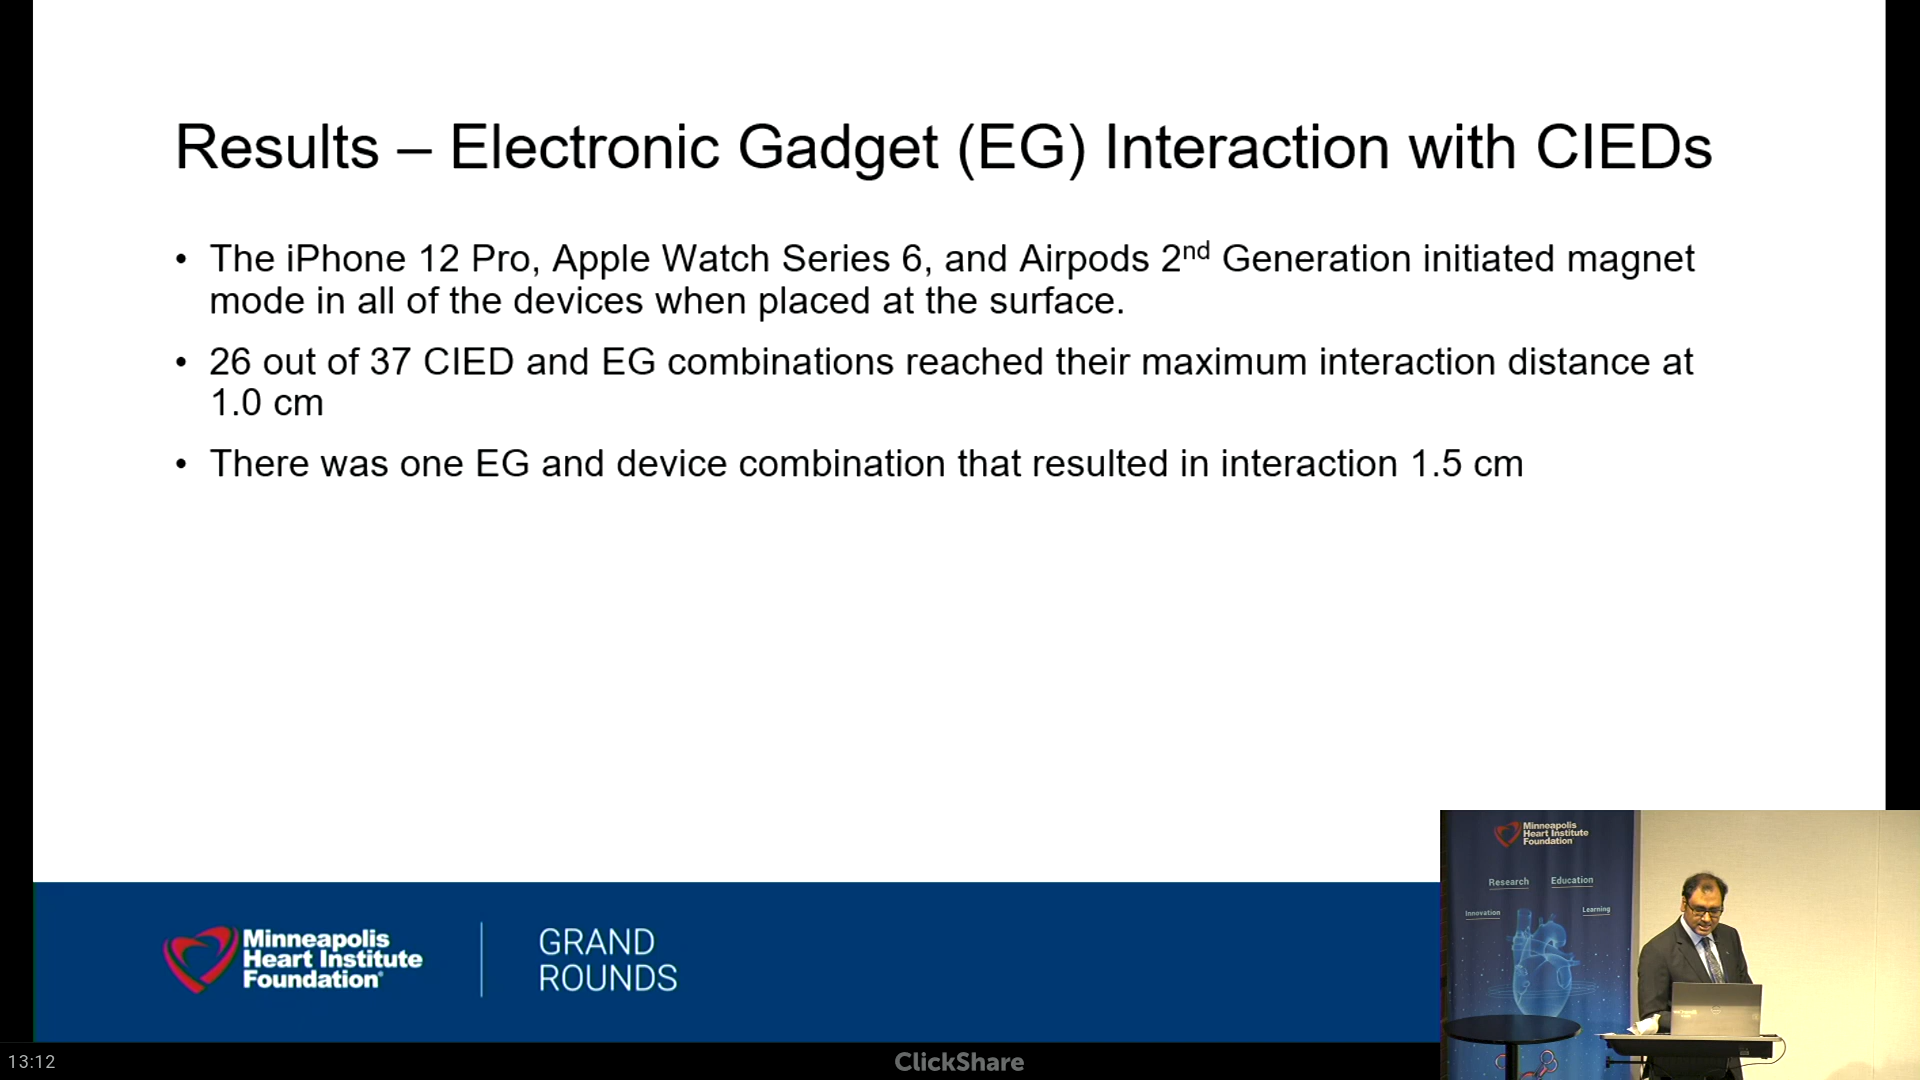 Results – Electronic Gadget (EG) Interaction with CIEDs
• The iPhone 12 Pro, Apple Watch Series 6, and Airpods 2nd Generation initiated magnet
mode in all of the devices when placed at the surface.
• 26 out of 37 CIED and EG combinations reached their maximum interaction distance at
1.0 cm
• There was one EG and device combination that resulted in interaction 1.5 cm
Minneapolis
Heart Institute
Foundation®
GRAND
ROUNDS
Minneapolis
Heart Institute
Foundation
Research Education
Innovation Learning
13:12
ClickShare